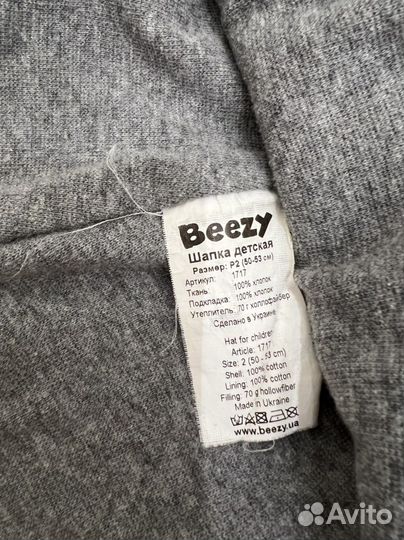 Beezy
Шапка детская
Размер: Р2 (50-53 см)
Артикул: 1717
Ткань: 100% хлопок
Подкладка: 100% хлопок
Утеплитель: 70 г холлофайбер
Сделано в Украине
Hat for children
Article: 1717
Size: 2 (50 - 53 cm)
Shell: 100% cotton
Lining: 100% cotton
Filling: 70 g hollowfiber
Made in Ukraine
www.beezy.ua
Avito